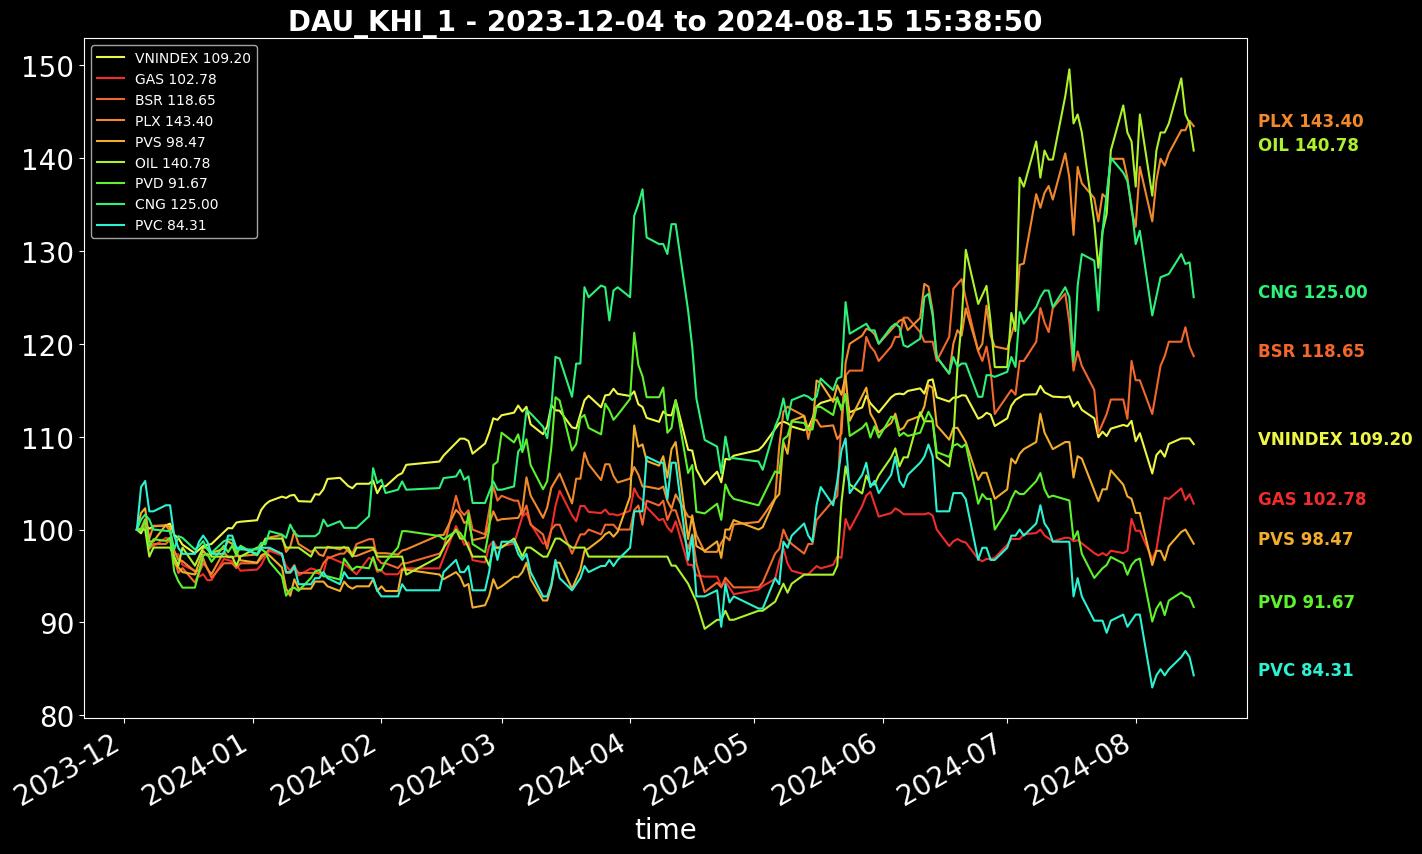 DAU_KHI_1 - 2023-12-04 to 2024-08-15 15:38:50
150
140
130
120
110
100
90
80
VNINDEX 109.20
GAS 102.78
BSR 118.65
PLX 143.40
PVS 98.47
OIL 140.78
PVD 91.67
CNG 125.00
PVC 84.31
PLX 143.40
OIL 140.78
CNG 125.00
BSR 118.65
VNINDEX 109.20
GAS 102.78
PVS 98.47
PVD 91.67
PVC 84.31
2023-12
2024-01
2024-02
2024-03
2024-04
2024-05
2024-06
2024-07
2024-08
time